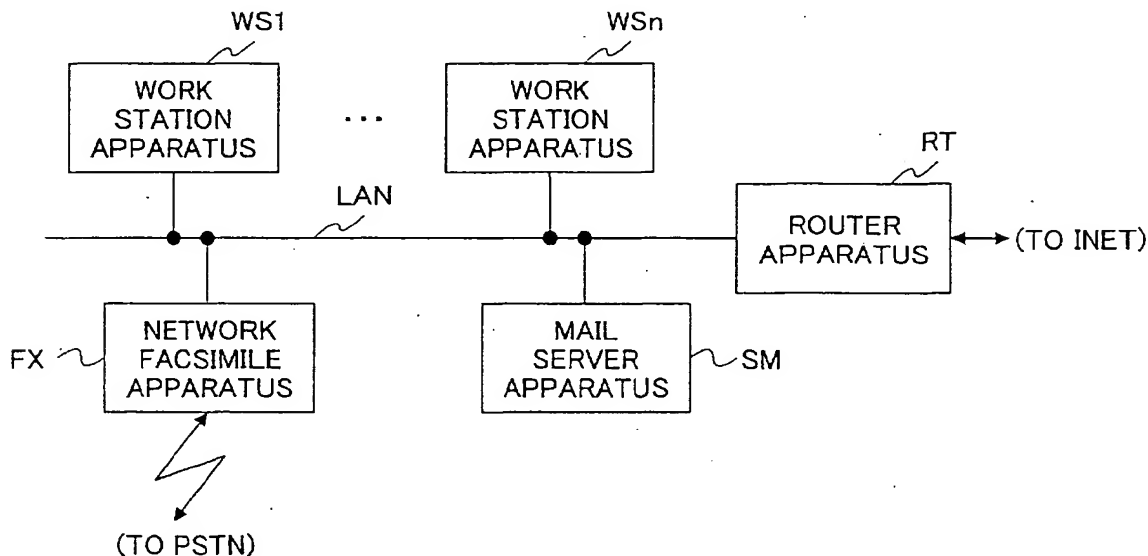 WS1
WSn
WORK
STATION
APPARATUS
...
WORK
STATION
APPARATUS
RT
LAN
ROUTER
APPARATUS
(TO INET)
FX
NETWORK
FACSIMILE
APPARATUS
MAIL
SERVER
APPARATUS
SM
(TO PSTN)